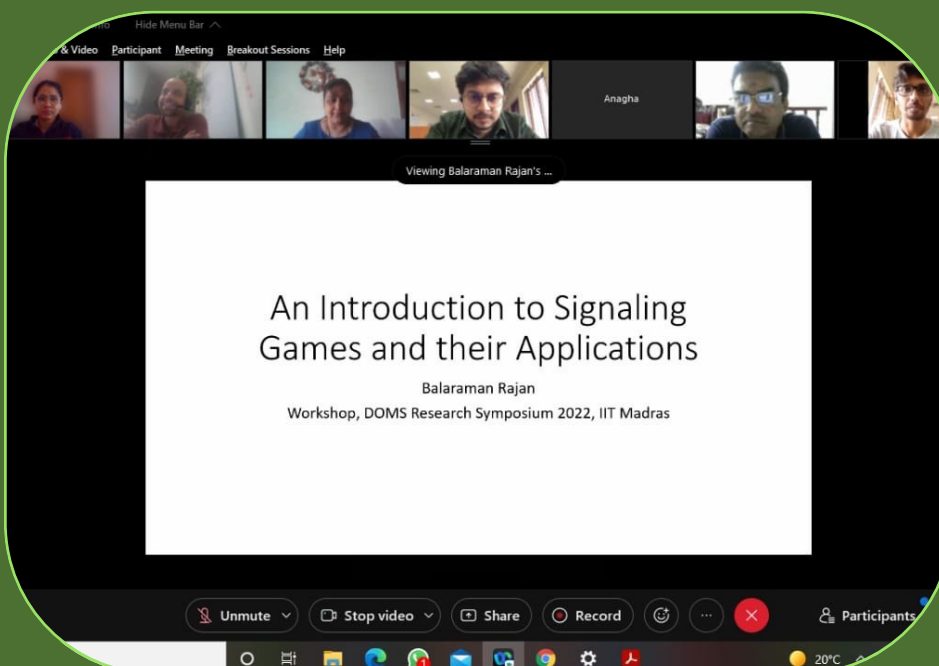 Hide Menu Bar
& Video Participant Meeting Breakout Sessions Help
Anagha
Viewing Balaraman Rajan's ...
An Introduction to Signaling
Games and their Applications
Balaraman Rajan
Workshop, DOMS Research Symposium 2022, IIT Madras
Unmute Stop video Share Record Participants
20°C